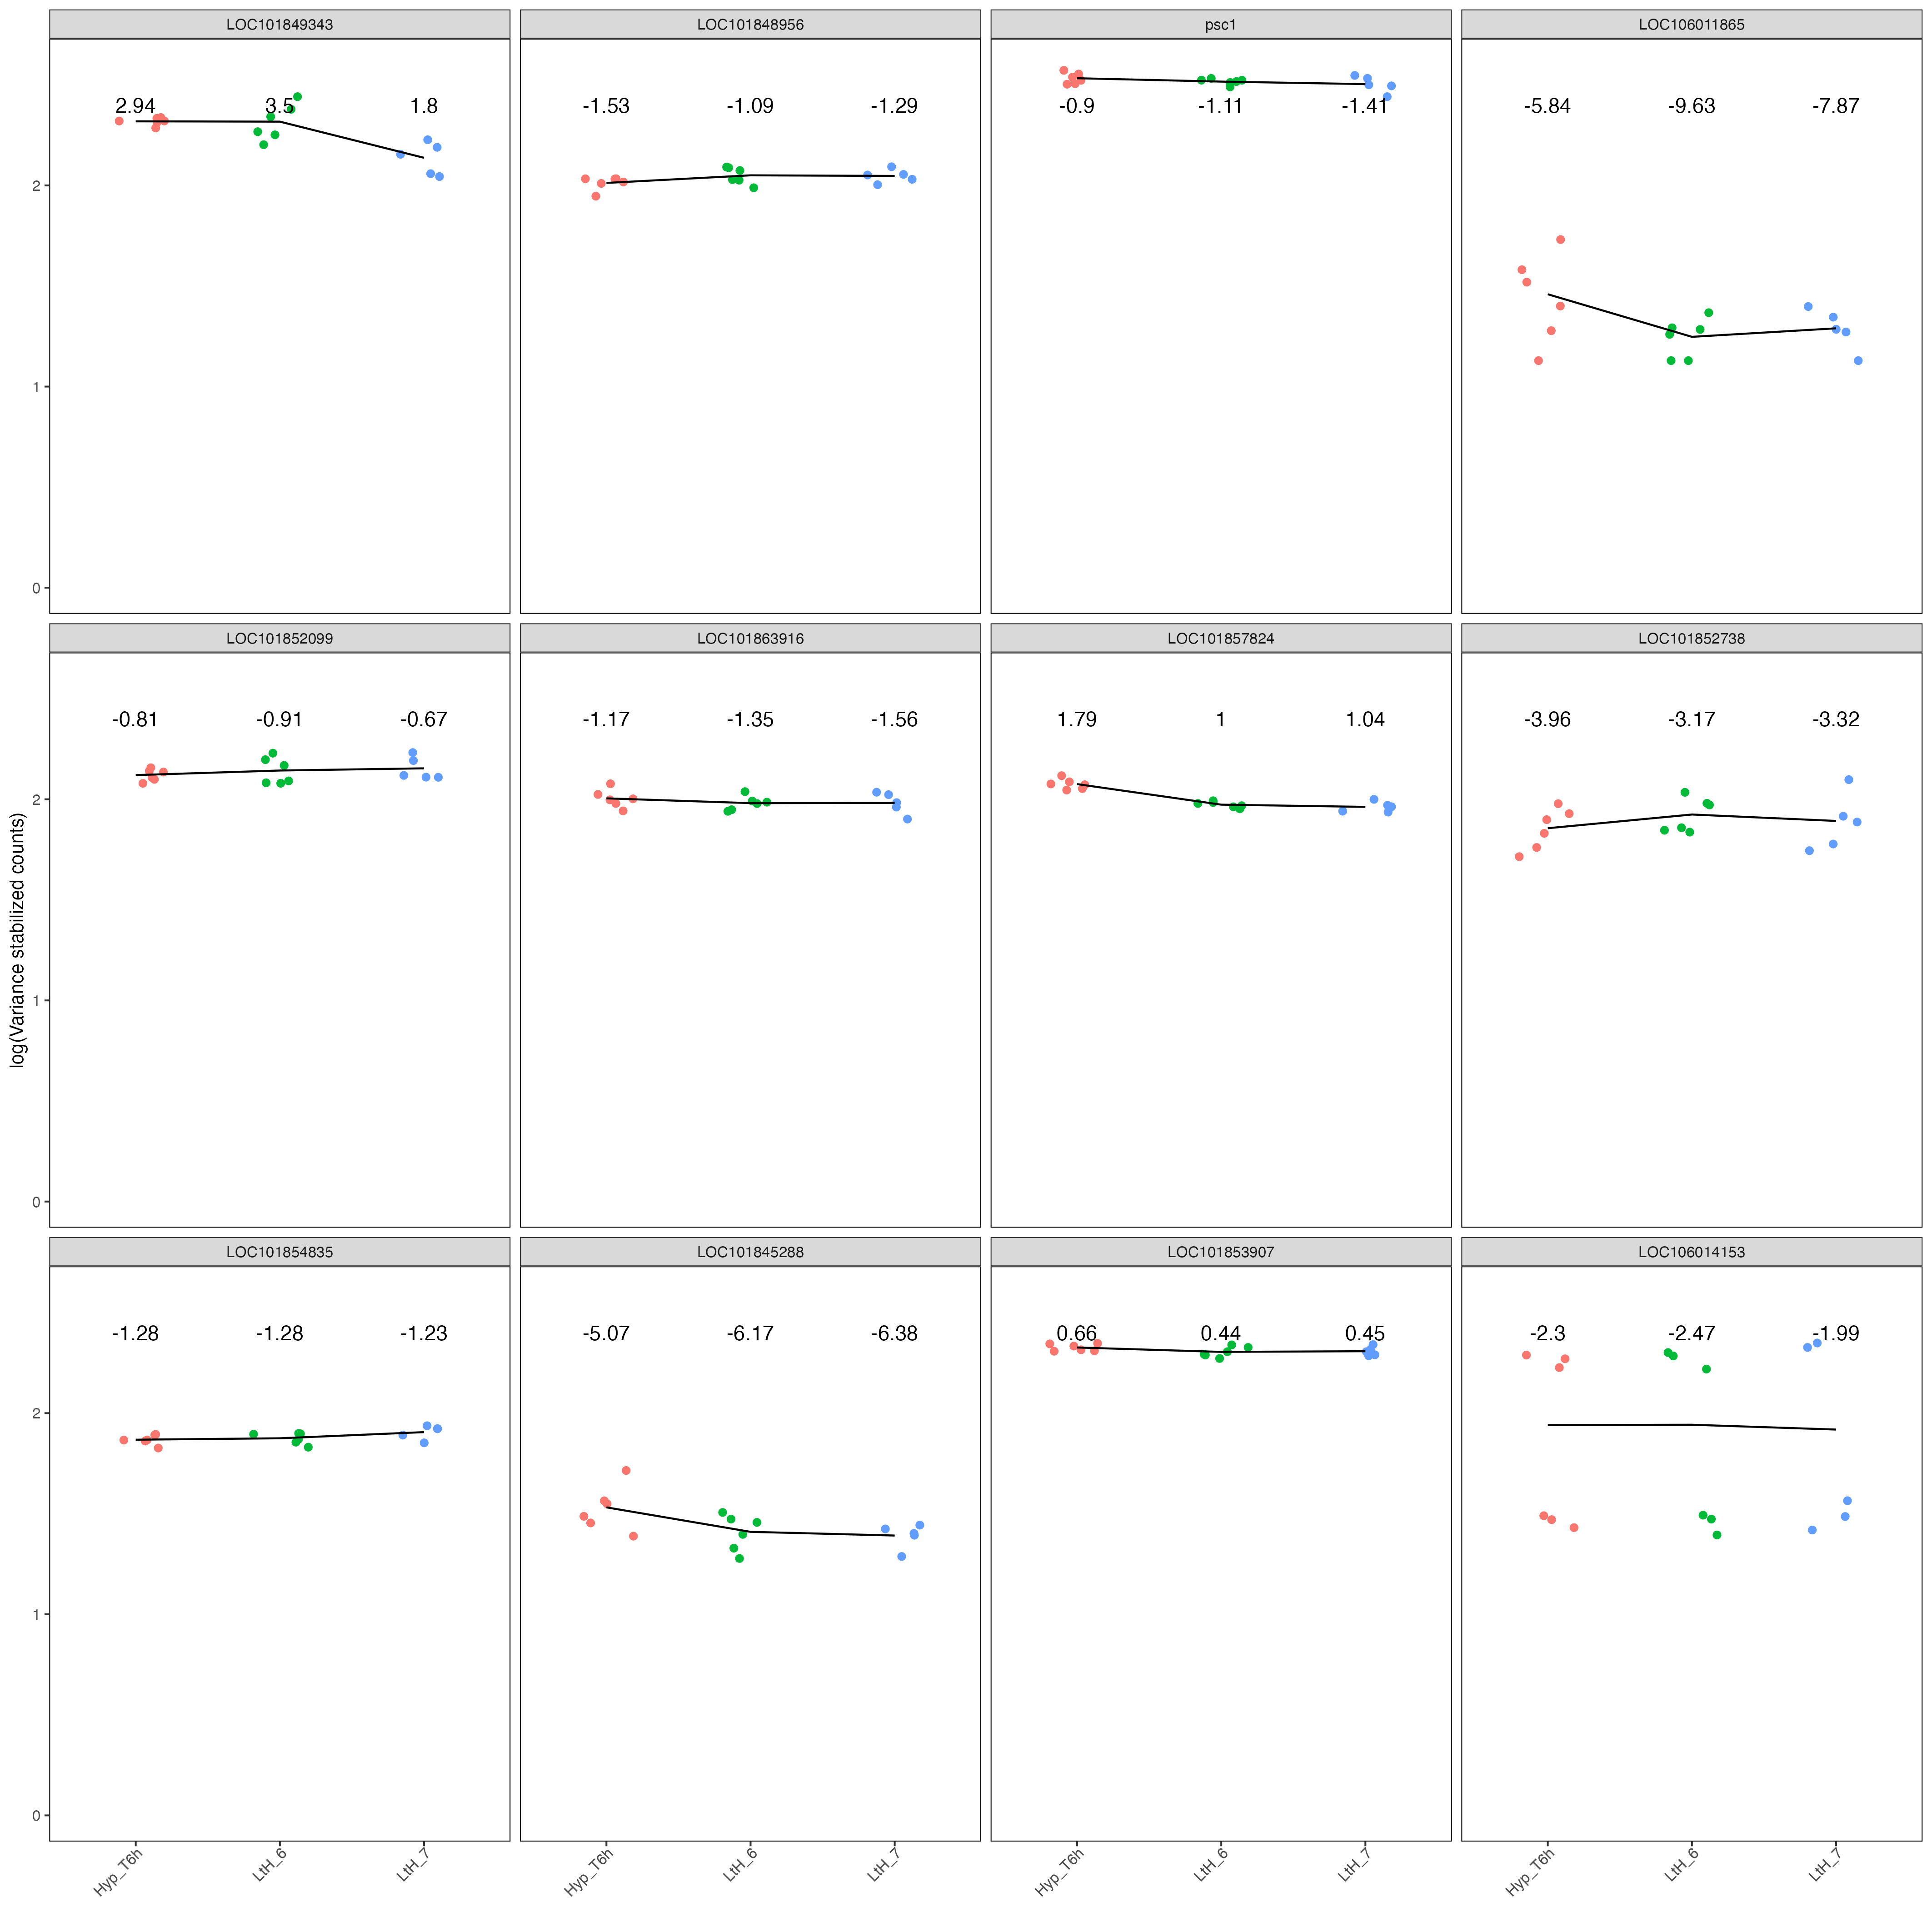 LOC101849343 LOC101848956 psc1 LOC106011865
2.94 3.5 1.8 -1.53 -1.09 -1.29 -0.9 -1.11 -1.41 -5.84 -9.63 -7.87
2
1
0
LOC101852099 LOC101863916 LOC101857824 LOC101852738
-0.81 -0.91 -0.67 -1.17 -1.35 -1.56 1.79 1 1.04 -3.96 -3.17 -3.32
2
log(Variance stabilized counts)
1
0
LOC101854835 LOC101845288 LOC101853907 LOC106014153
-1.28 -1.28 -1.23 -5.07 -6.17 -6.38 0.66 0.44 0.45 -2.3 -2.47 -1.99
2
1
0
Hyp_T6h LtH_6 LtH_7 Hyp_T6h LtH_6 LtH_7 Hyp_T6h LtH_6 LtH_7 Hyp_T6h LtH_6 LtH_7